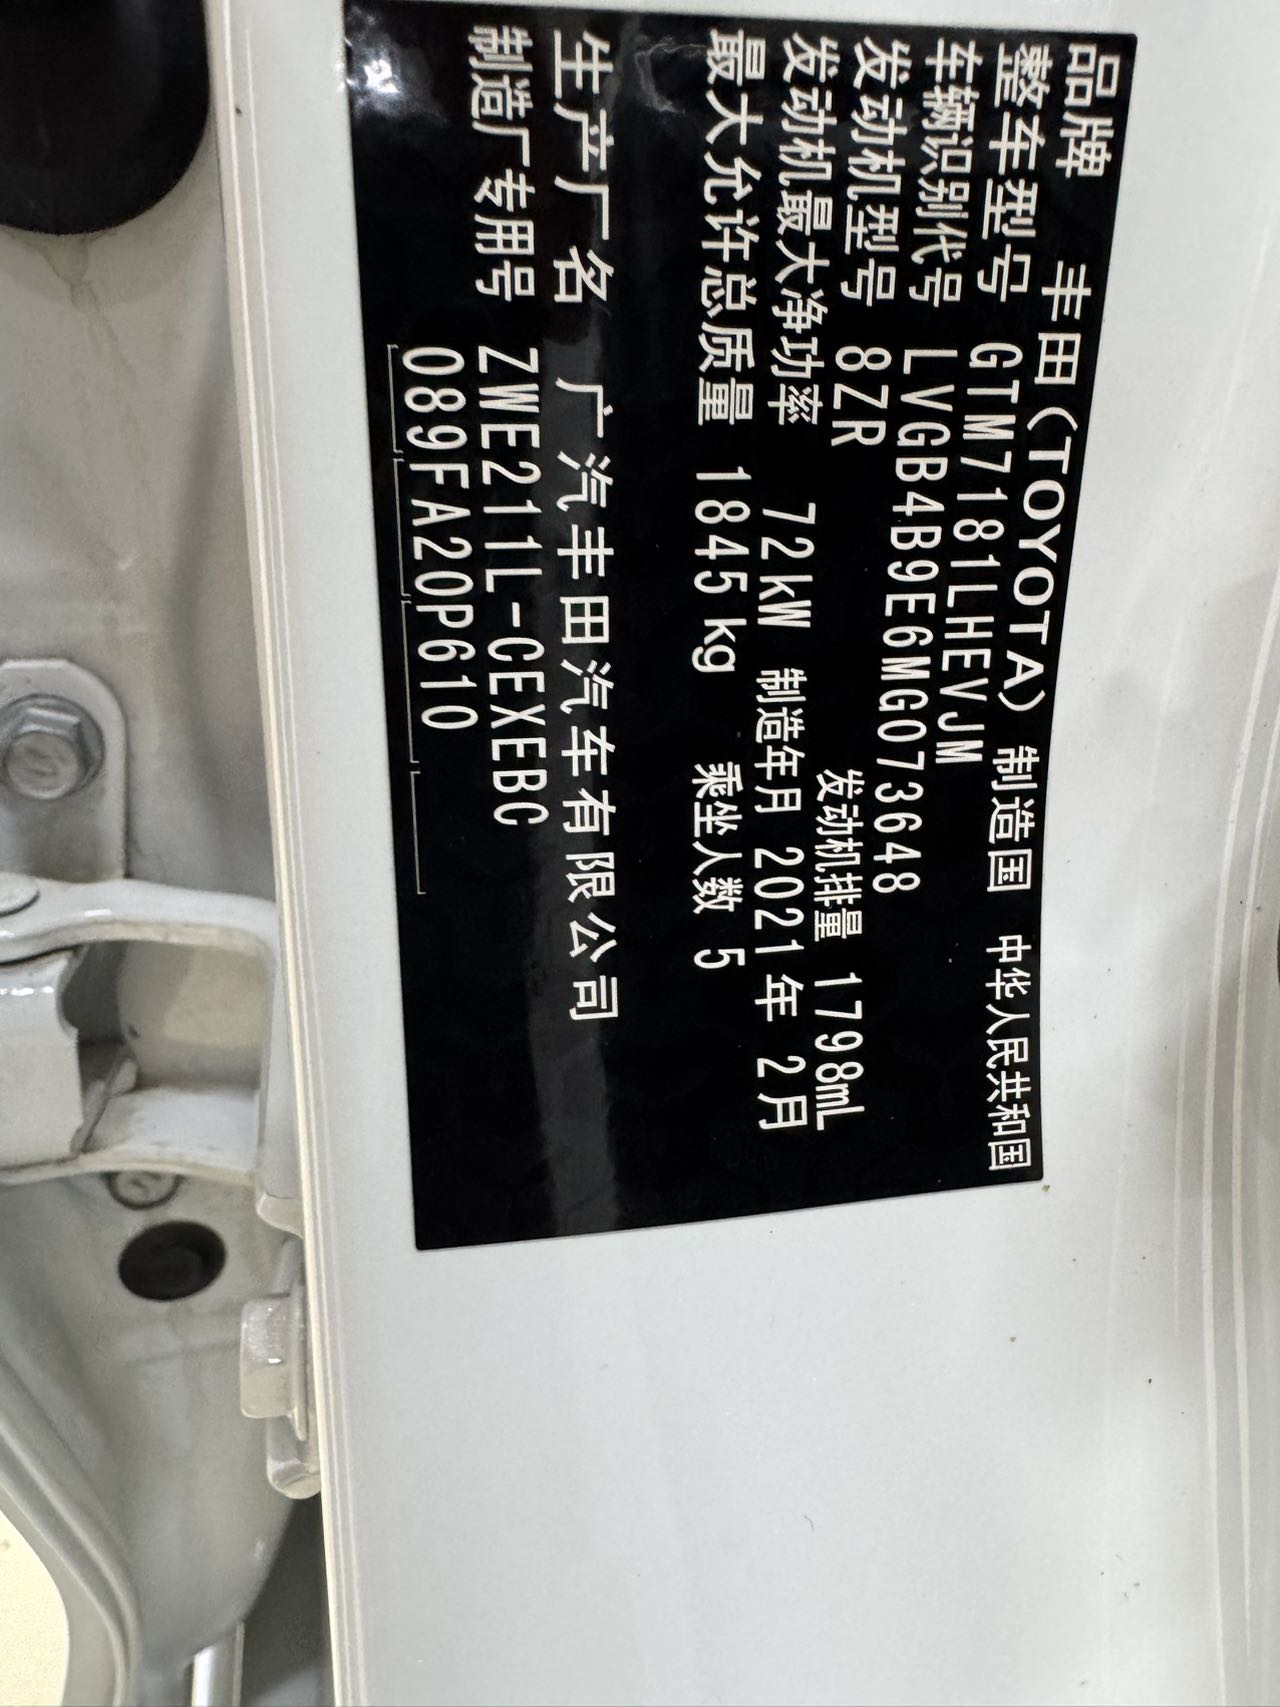 品牌 丰田(TOYOTA) 制造国 中华人民共和国
整车型号 GTM7181LHEVJM
车辆识别代号 LVGB4B9E6MG073648
发动机型号 8ZR 发动机排量 1798mL
发动机最大净功率 72kW 制造年月 2021年 2月
最大允许总质量 1845kg 乘坐人数 5
生产厂名 广汽丰田汽车有限公司
制造厂专用号 ZWE211L-CEXEBC
089FA20P610